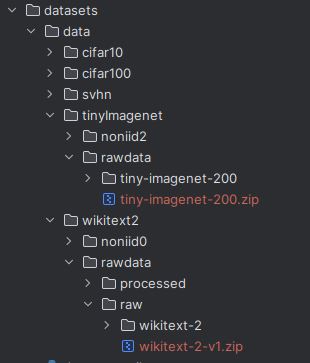 datasets
data
cifar10
cifar100
svhn
tinyImagenet
noniid2
rawdata
tiny-imagenet-200
tiny-imagenet-200.zip
wikitext2
noniid0
rawdata
processed
raw
wikitext-2
wikitext-2-v1.zip